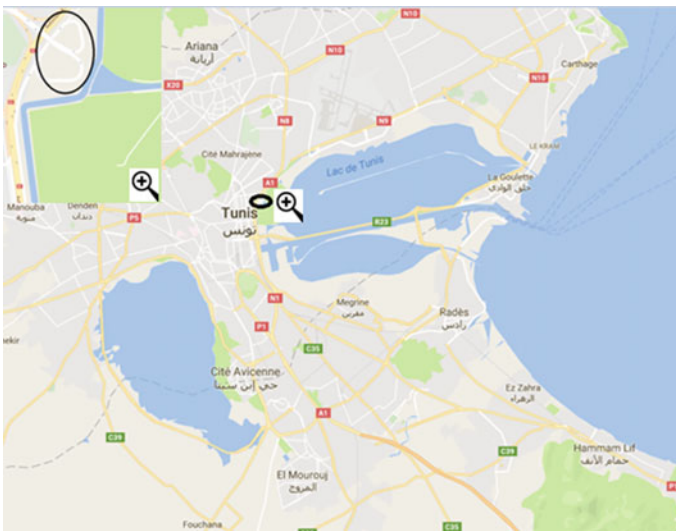 N10
Ariana
أريانة
N10
Carthage
N10
X20
N8
N9
LE KRAM
Cité Mahrajène
Lac de Tunis
A1
La Goulette
حلق الوادي
Manouba
منوبة
Denden
دندان
P5
Tunis
تونس
R23
N1
Megrine
مقرين
Radès
رادس
P1
C35
Cité Avicenne
حي إبن سينا
Ez Zahra
الزهراء
A1
C39
C39
Hammam Lif
حمام الأنف
El Mourouj
المروج
Fouchana